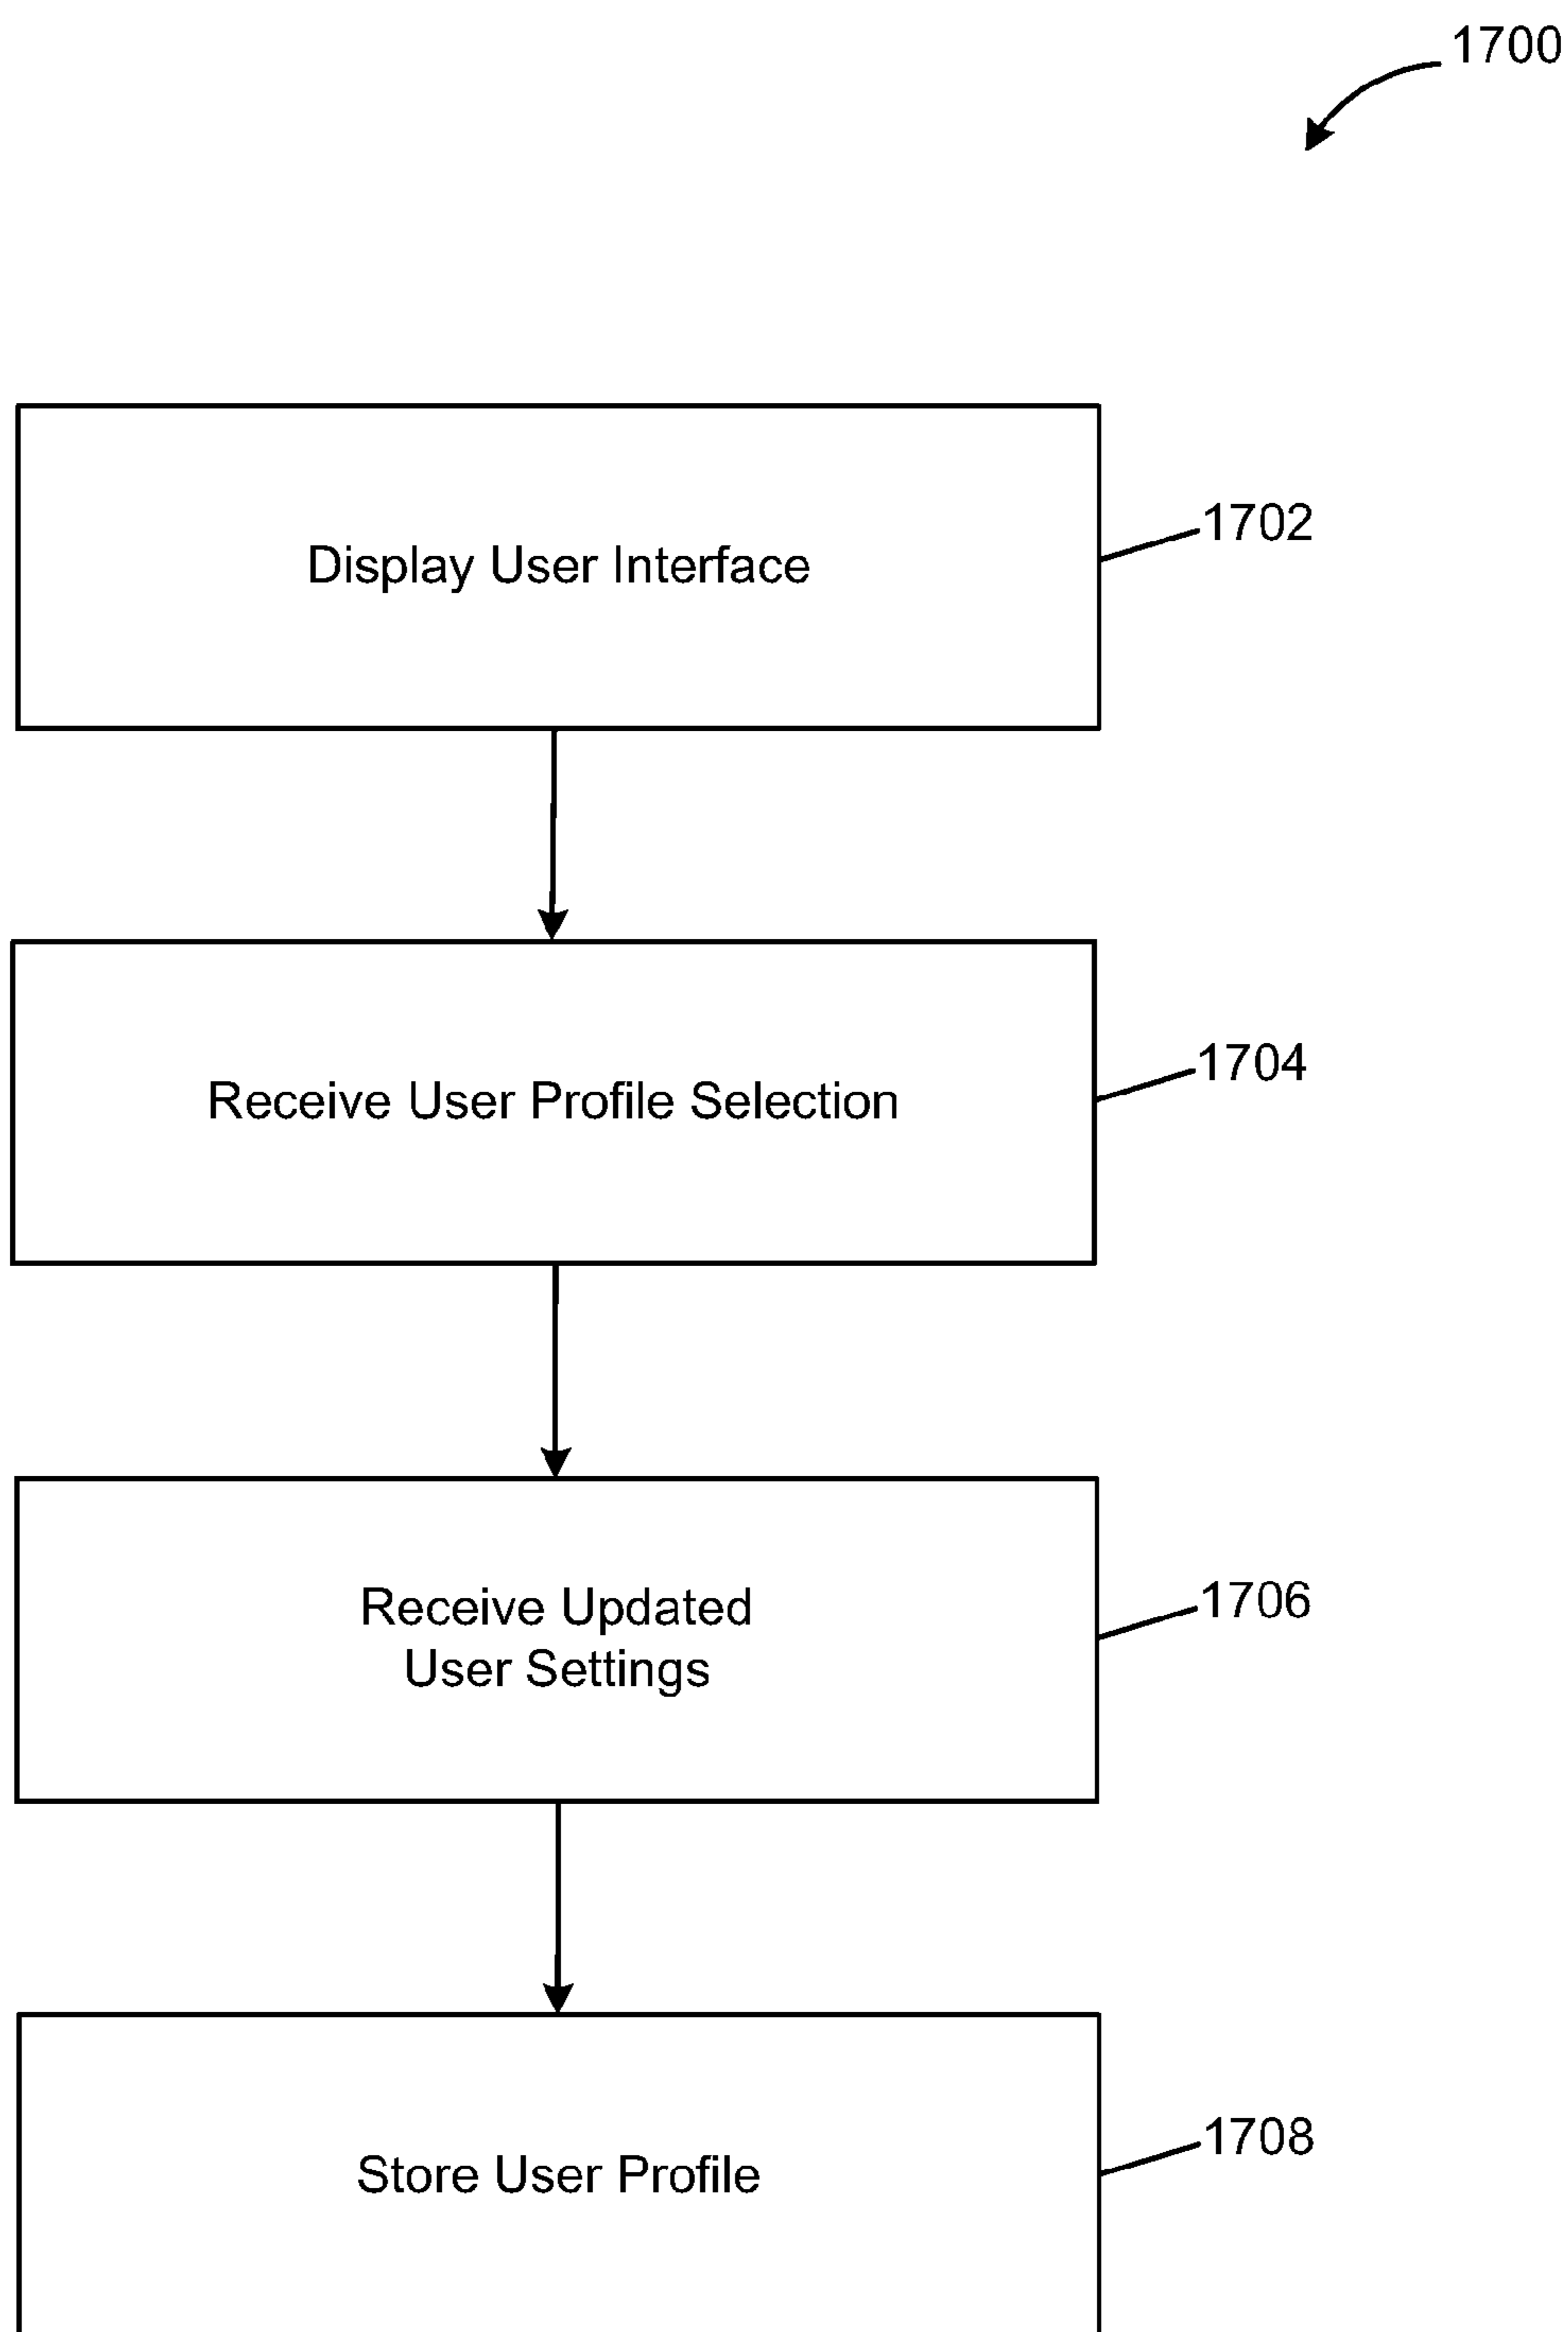 1700
Display User Interface
1702
Receive User Profile Selection
1704
Receive Updated
User Settings
1706
Store User Profile
1708